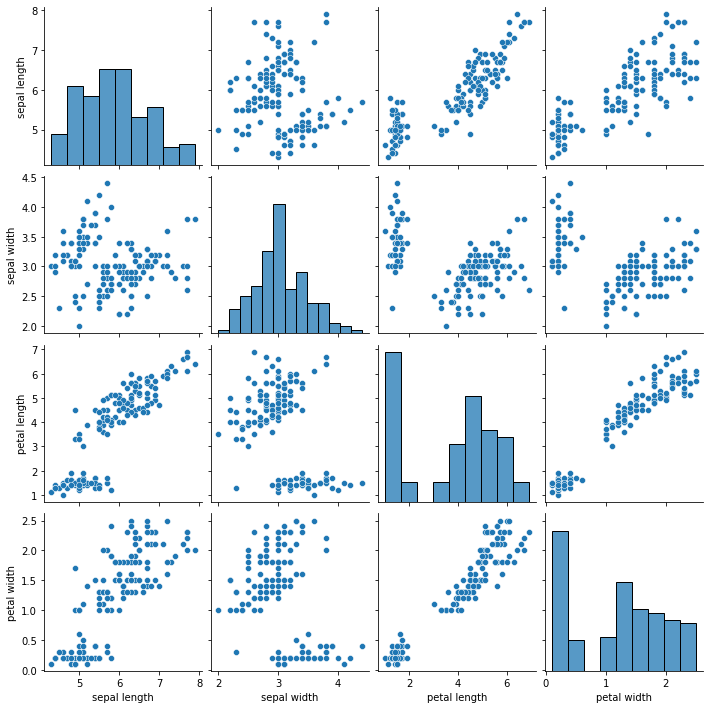 8
7
6
5
sepal length
4.5
4.0
3.5
3.0
2.5
2.0
sepal width
7
6
5
4
3
2
1
petal length
2.5
2.0
1.5
1.0
0.5
0.0
petal width
5 6 7 8
sepal length
2 3 4
sepal width
2 4 6
petal length
0 1 2
petal width